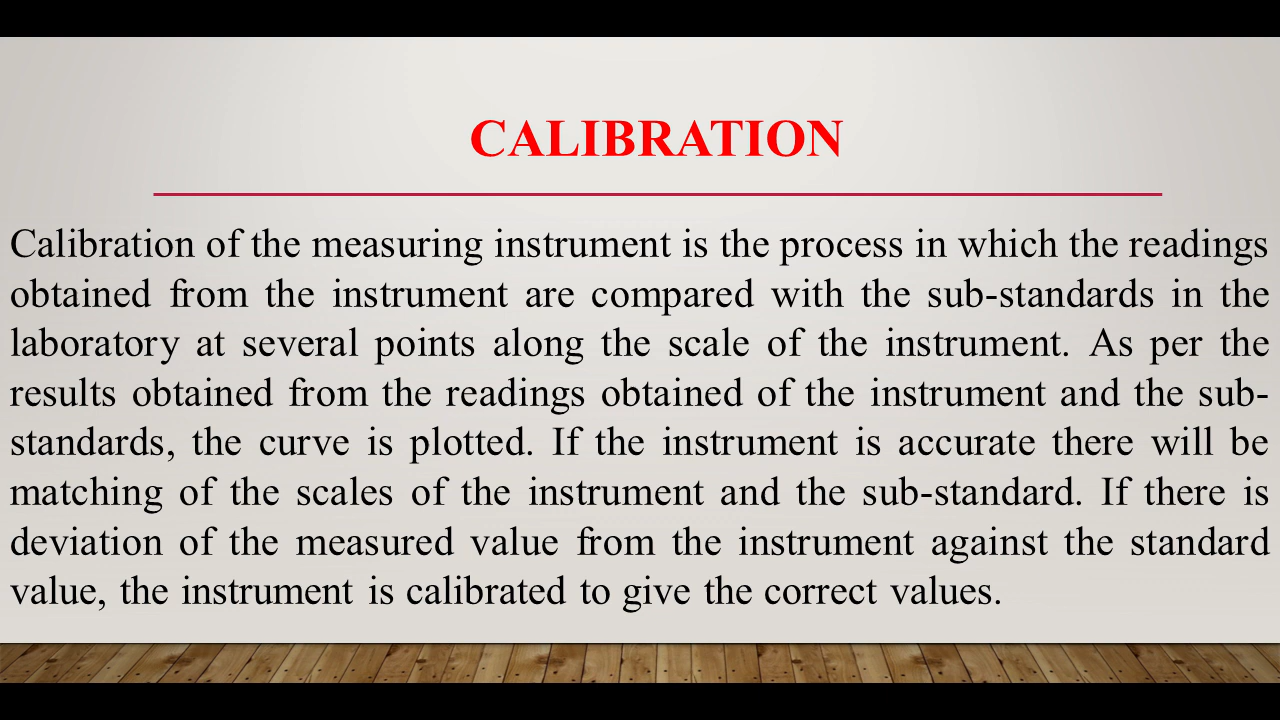 CALIBRATION
Calibration of the measuring instrument is the process in which the readings
obtained from the instrument are compared with the sub-standards in the
laboratory at several points along the scale of the instrument. As per the
results obtained from the readings obtained of the instrument and the sub-
standards, the curve is plotted. If the instrument is accurate there will be
matching of the scales of the instrument and the sub-standard. If there is
deviation of the measured value from the instrument against the standard
value, the instrument is calibrated to give the correct values.